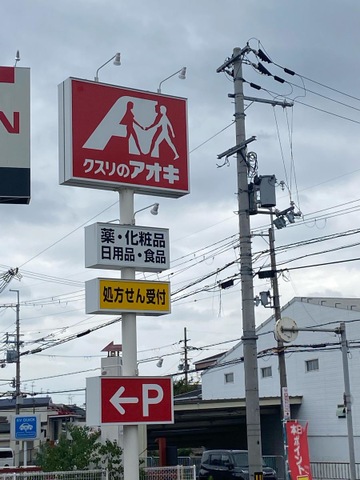 N
クスリのアオキ
薬・化粧品
日用品・食品
処方せん受付
←P